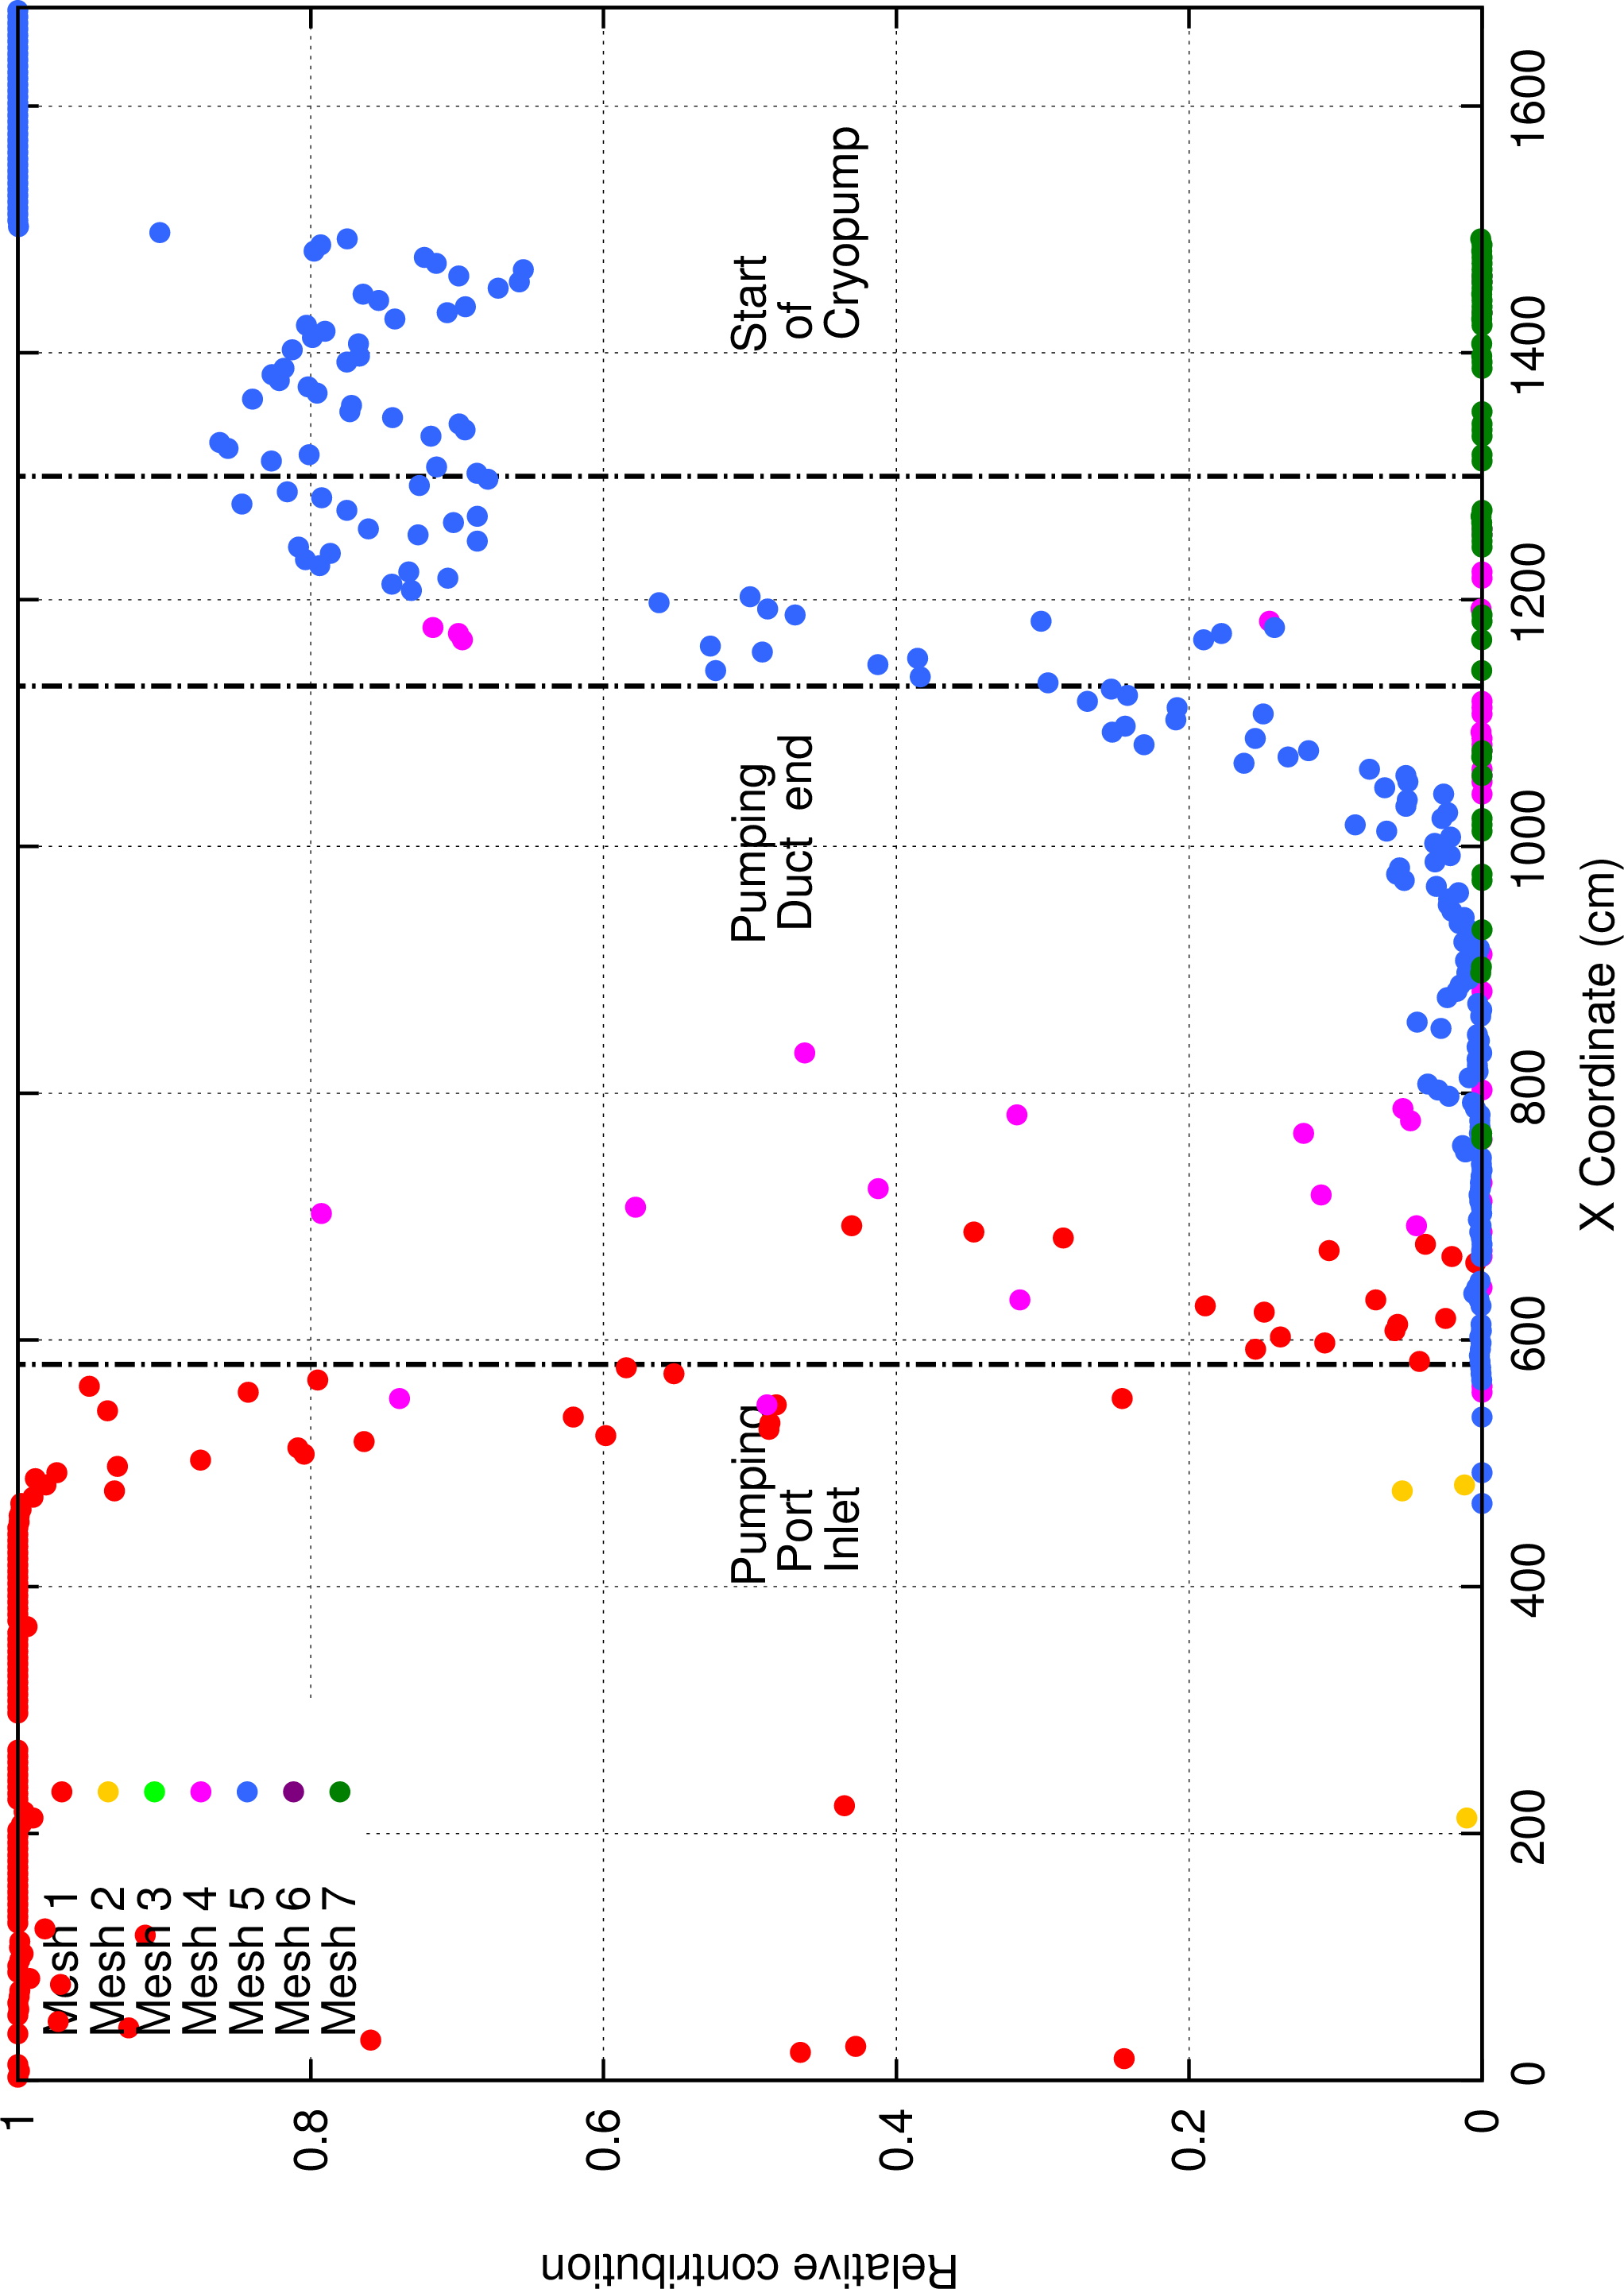 Relative contribution
1
0.8
0.6
0.4
0.2
0
Mesh 1
Mesh 2
Mesh 3
Mesh 4
Mesh 5
Mesh 6
Mesh 7
Pumping
Port
Inlet
Pumping
Duct end
Start
of
Cryopump
0 200 400 600 800 1000 1200 1400 1600
X Coordinate (cm)